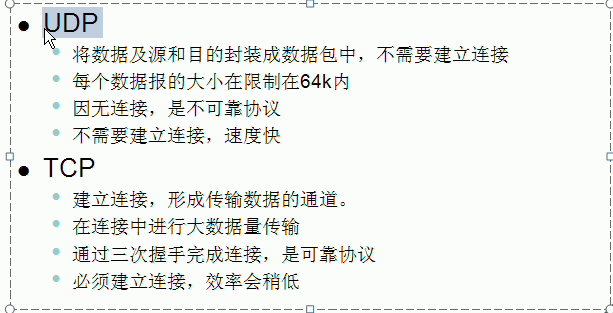 UDP
将数据及源和目的封装成数据包中，不需要建立连接
每个数据报的大小在限制在64k内
因无连接，是不可靠协议
不需要建立连接，速度快
TCP
建立连接，形成传输数据的通道。
在连接中进行大数据量传输
通过三次握手完成连接，是可靠协议
必须建立连接，效率会稍低